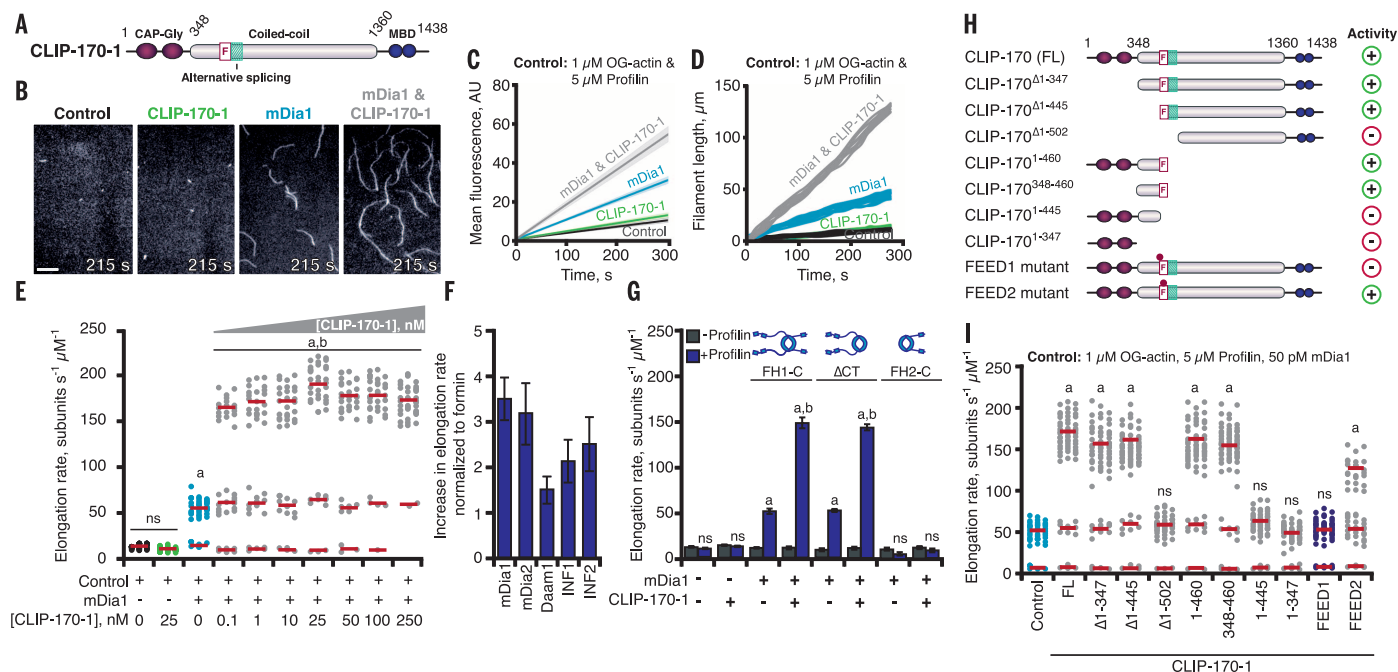 A
1
CAP-Gly
348
Coiled-coil
1360
MBD
1438
CLIP-170-1
F
Alternative splicing
B
Control
CLIP-170-1
mDia1
mDia1 &
CLIP-170-1
215 s
215 s
215 s
215 s
C
Control: 1 µM OG-actin &
5 µM Profilin
Mean fluorescence, AU
80
60
40
20
0
mDia1 & CLIP-170-1
mDia1
CLIP-170-1
Control
0 100 200 300
Time, s
D
Control: 1 µM OG-actin &
5 µM Profilin
Filament length, µm
150
100
50
0
mDia1 & CLIP-170-1
mDia1
CLIP-170-1
Control
0 100 200 300
Time, s
E
[CLIP-170-1], nM
a,b
Elongation rate, subunits s⁻¹ µM⁻¹
250
200
150
100
50
0
ns
a
Control + + + + + + + + + +
mDia1 - - + + + + + + + +
[CLIP-170-1], nM 0 25 0 0.1 1 10 25 50 100 250
F
Increase in elongation rate
normalized to formin
5
4
3
2
1
0
mDia1
mDia2
Daam1
INF1
INF2
G
-Profilin
+Profilin
FH1-C
ΔCT
FH2-C
Elongation rate, subunits s⁻¹ µM⁻¹
250
200
150
100
50
0
ns ns a a,b a a,b ns ns
mDia1 - - + + + + + +
CLIP-170-1 - + - + - + - +
H
1 348 1360 1438
Activity
CLIP-170 (FL) F +
CLIP-170Δ1-347 F +
CLIP-170Δ1-445 F +
CLIP-170Δ1-502 -
CLIP-170¹⁻⁴⁶⁰ F +
CLIP-170³⁴⁸⁻⁴⁶⁰ F +
CLIP-170¹⁻⁴⁴⁵ -
CLIP-170¹⁻³⁴⁷ -
FEED1 mutant F -
FEED2 mutant F +
I
Control: 1 µM OG-actin, 5 µM Profilin, 50 pM mDia1
Elongation rate, subunits s⁻¹ µM⁻¹
250
200
150
100
50
0
a a a ns a a ns ns ns a
Control
FL
Δ1-347
Δ1-445
Δ1-502
1-460
348-460
1-445
1-347
FEED1
FEED2
CLIP-170-1